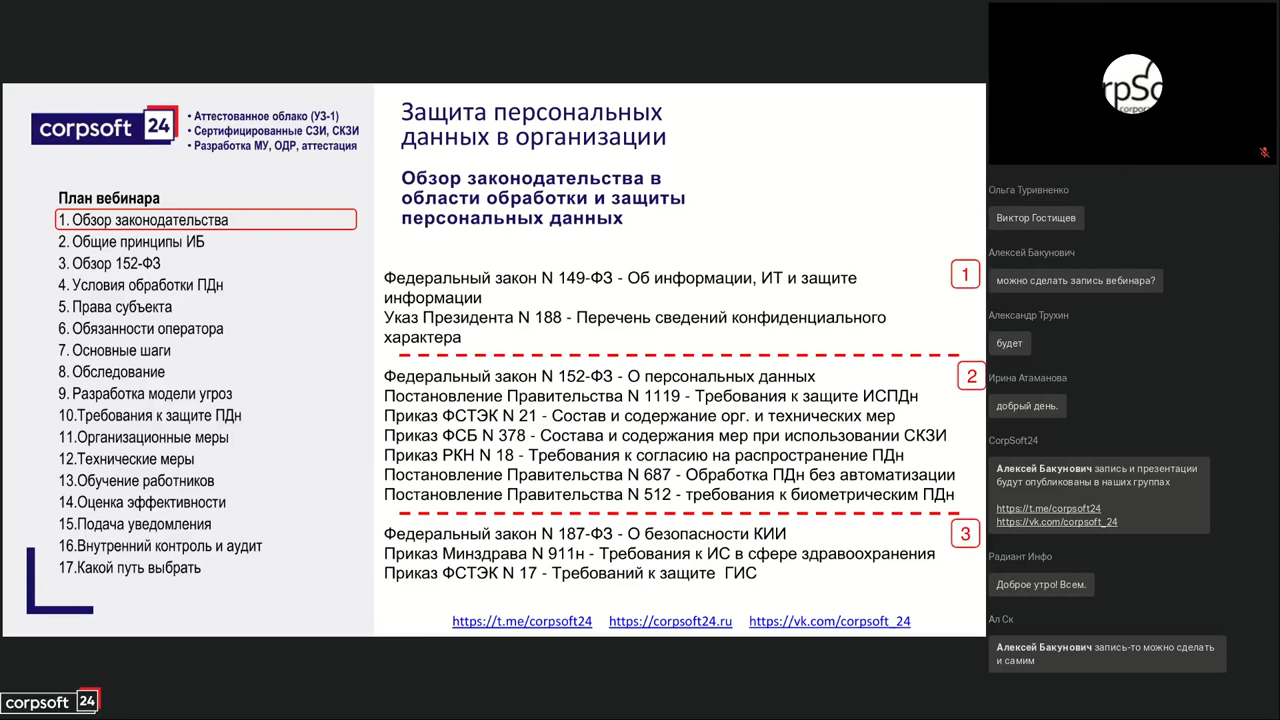 corpsoft 24
• Аттестованное облако (УЗ-1)
• Сертифицированные СЗИ, СКЗИ
• Разработка МУ, ОДР, аттестация
План вебинара
1. Обзор законодательства
2. Общие принципы ИБ
3. Обзор 152-ФЗ
4. Условия обработки ПДн
5. Права субъекта
6. Обязанности оператора
7. Основные шаги
8. Обследование
9. Разработка модели угроз
10.Требования к защите ПДн
11.Организационные меры
12.Технические меры
13.Обучение работников
14.Оценка эффективности
15.Подача уведомления
16.Внутренний контроль и аудит
17.Какой путь выбрать
Защита персональных
данных в организации
Обзор законодательства в
области обработки и защиты
персональных данных
Федеральный закон N 149-ФЗ - Об информации, ИТ и защите
информации
1
Указ Президента N 188 - Перечень сведений конфиденциального
характера
Федеральный закон N 152-ФЗ - О персональных данных
2
Постановление Правительства N 1119 - Требования к защите ИСПДн
Приказ ФСТЭК N 21 - Состав и содержание орг. и технических мер
Приказ ФСБ N 378 - Состава и содержания мер при использовании СКЗИ
Приказ РКН N 18 - Требования к согласию на распространение ПДн
Постановление Правительства N 687 - Обработка ПДн без автоматизации
Постановление Правительства N 512 - требования к биометрическим ПДн
Федеральный закон N 187-ФЗ - О безопасности КИИ
3
Приказ Минздрава N 911н - Требования к ИС в сфере здравоохранения
Приказ ФСТЭК N 17 - Требований к защите ГИС
https://t.me/corpsoft24 https://corpsoft24.ru https://vk.com/corpsoft_24
corpsoft 24
rpSo
corporo
Ольга Туривненко
Виктор Гостищев
Алексей Бакунович
можно сделать запись вебинара?
Александр Трухин
будет
Ирина Атаманова
добрый день.
CorpSoft24
Алексей Бакунович запись и презентации
будут опубликованы в наших группах
https://t.me/corpsoft24
https://vk.com/corpsoft_24
Радиант Инфо
Доброе утро! Всем.
Ал Ск
Алексей Бакунович запись-то можно сделать
и самим